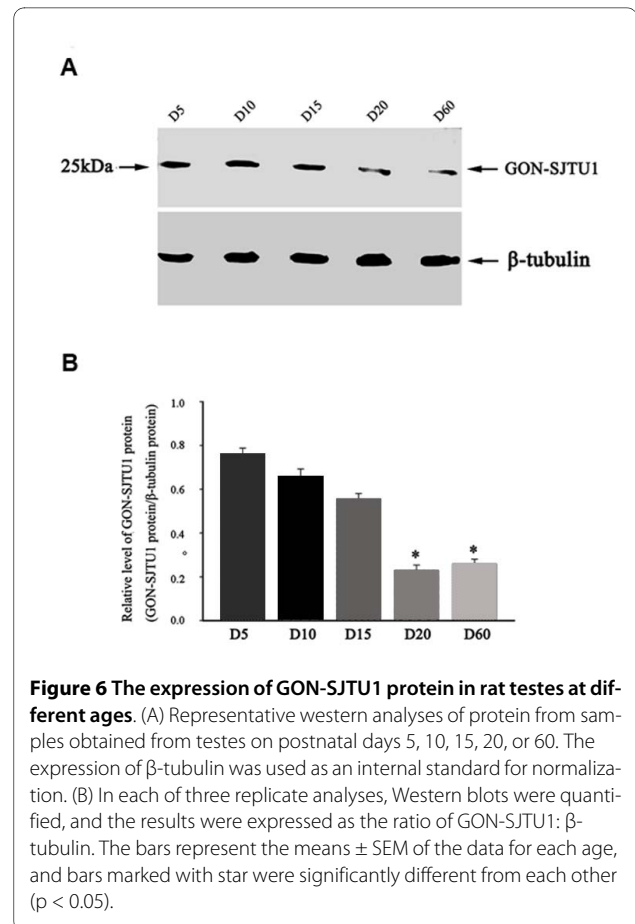 A
D5 D10 D15 D20 D60
25kDa GON-SJTU1
β-tubulin
B
Relative level of GON-SJTU1 protein
(GON-SJTU1 protein/β-tubulin protein)
1.0
0.8
0.6
0.4
0.2
0.0
* *
D5 D10 D15 D20 D60
Figure 6 The expression of GON-SJTU1 protein in rat testes at dif-
ferent ages. (A) Representative western analyses of protein from sam-
ples obtained from testes on postnatal days 5, 10, 15, 20, or 60. The
expression of β-tubulin was used as an internal standard for normaliza-
tion. (B) In each of three replicate analyses, Western blots were quanti-
fied, and the results were expressed as the ratio of GON-SJTU1: β-
tubulin. The bars represent the means ± SEM of the data for each age,
and bars marked with star were significantly different from each other
(p < 0.05).